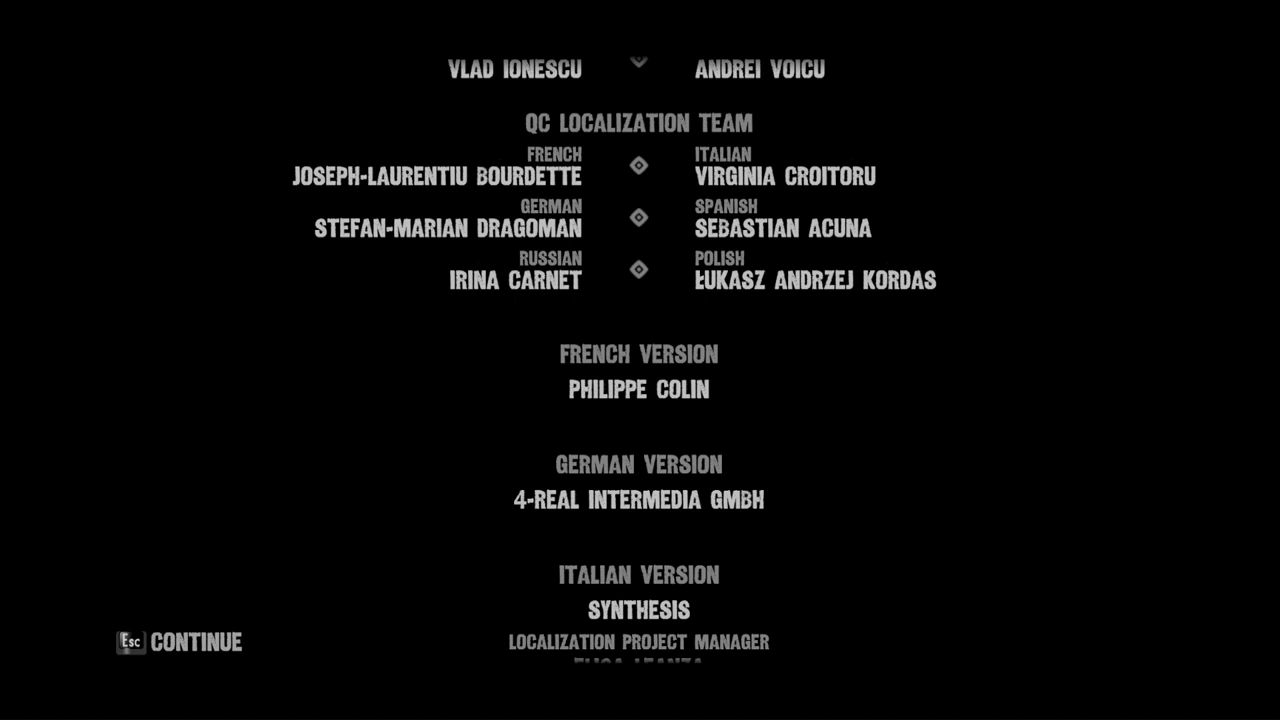 VLAD IONESCU ANDREI VOICU
QC LOCALIZATION TEAM
FRENCH ITALIAN
JOSEPH-LAURENTIU BOURDETTE VIRGINIA CROITORU
GERMAN SPANISH
STEFAN-MARIAN DRAGOMAN SEBASTIAN ACUNA
RUSSIAN POLISH
IRINA CARNET ŁUKASZ ANDRZEJ KORDAS
FRENCH VERSION
PHILIPPE COLIN
GERMAN VERSION
4-REAL INTERMEDIA GMBH
ITALIAN VERSION
SYNTHESIS
Esc CONTINUE
LOCALIZATION PROJECT MANAGER